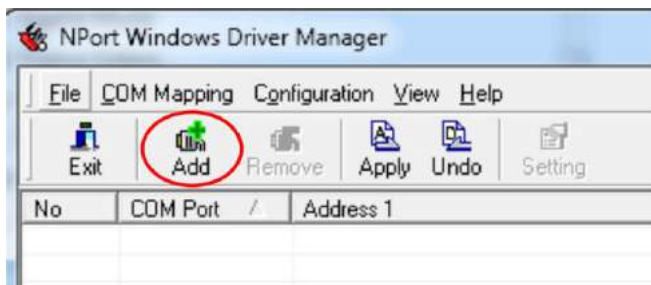 NPort Windows Driver Manager
File COM Mapping Configuration View Help
Exit Add Remove Apply Undo Setting
No COM Port Address 1